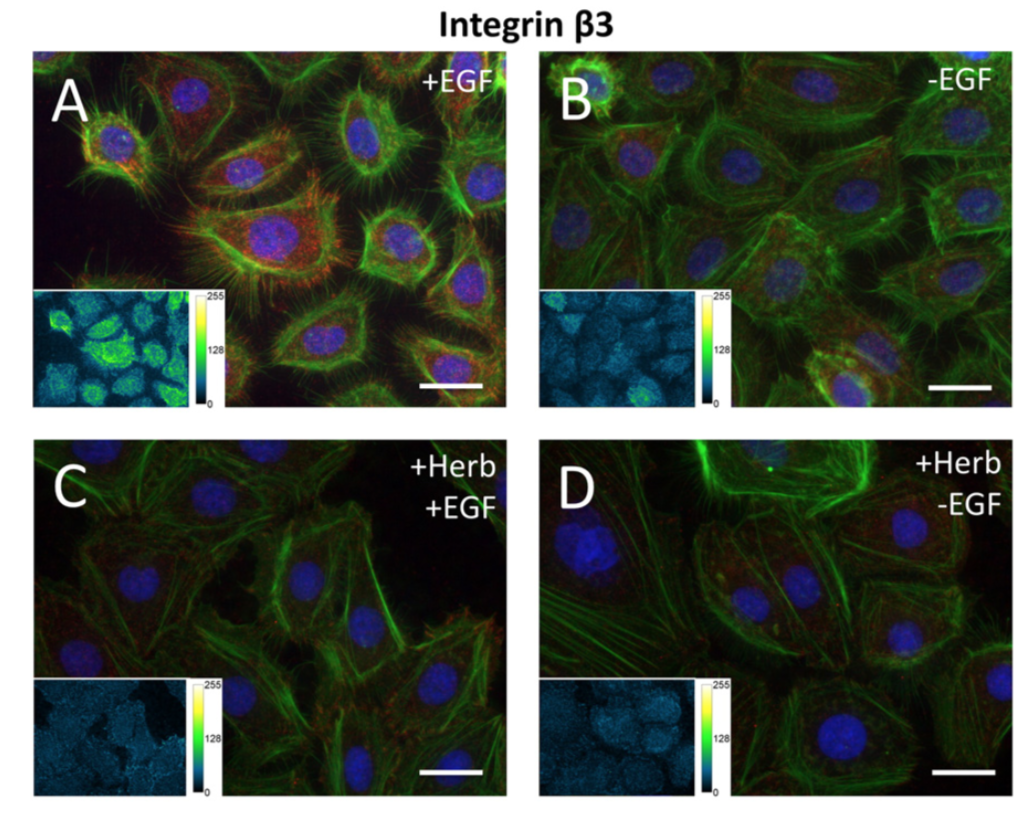 Integrin β3
A
+EGF
255
128
0
B
-EGF
255
128
0
C
+Herb
+EGF
255
128
0
D
+Herb
-EGF
255
128
0